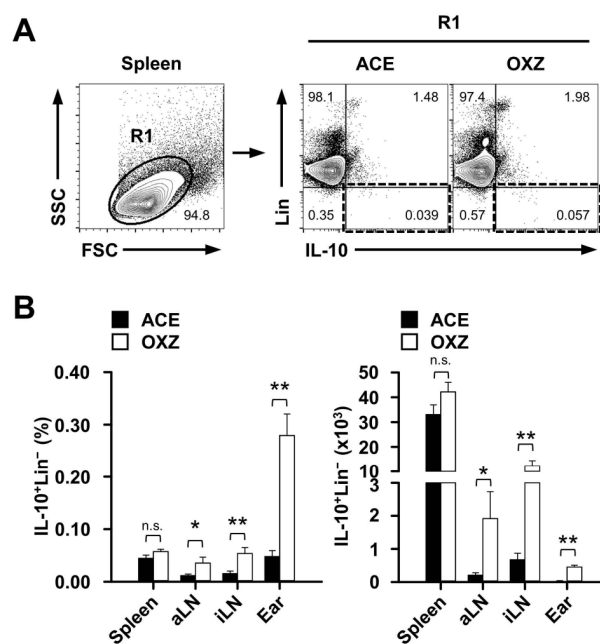 A
R1
Spleen
ACE
OXZ
SSC
R1
94.8
FSC
Lin
98.1
1.48
0.35
0.039
97.4
1.98
0.57
0.057
IL-10
B
ACE
OXZ
IL-10+Lin− (%)
0.40
0.30
0.20
0.10
0.00
n.s.
*
**
**
Spleen
aLN
iLN
Ear
ACE
OXZ
IL-10+Lin− (x10³)
50
40
30
20
10
3
2
1
0
n.s.
*
**
**
Spleen
aLN
iLN
Ear